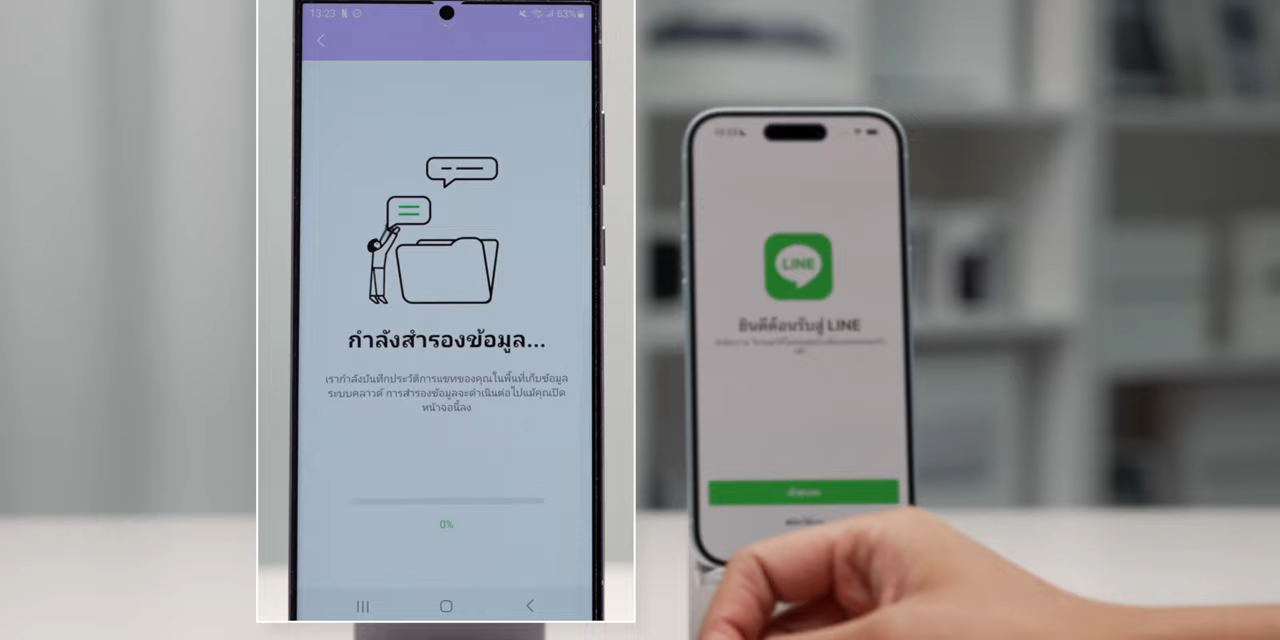 13:23
63%
กำลังสำรองข้อมูล...
เรากำลังบันทึกประวัติการแชทของคุณในพื้นที่เก็บข้อมูล
ระบบคลาวด์ การสำรองข้อมูลจะดำเนินต่อไปแม้คุณปิด
หน้าจอนี้ลง
0%
LINE
ยินดีต้อนรับสู่ LINE